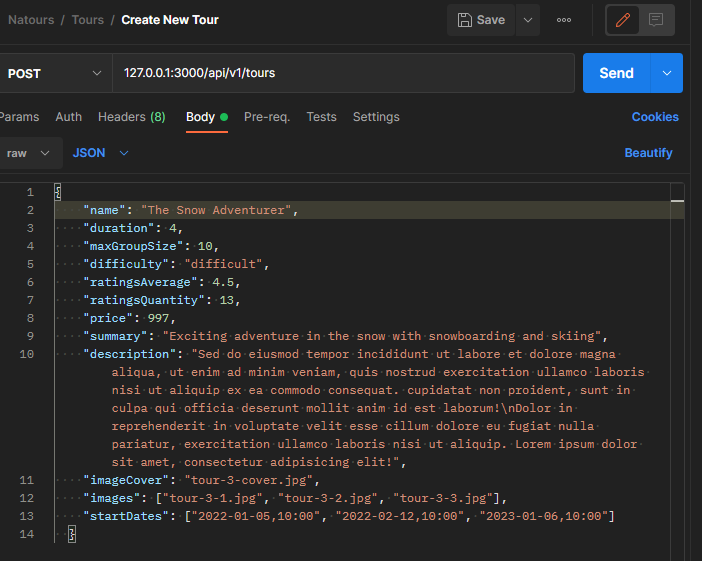 Natours / Tours / Create New Tour
Save
POST
127.0.0.1:3000/api/v1/tours
Send
Params Auth Headers (8) Body Pre-req. Tests Settings Cookies
raw JSON Beautify
1 {
2 "name": "The Snow Adventurer",
3 "duration": 4,
4 "maxGroupSize": 10,
5 "difficulty": "difficult",
6 "ratingsAverage": 4.5,
7 "ratingsQuantity": 13,
8 "price": 997,
9 "summary": "Exciting adventure in the snow with snowboarding and skiing",
10 "description": "Sed do eiusmod tempor incididunt ut labore et dolore magna
aliqua, ut enim ad minim veniam, quis nostrud exercitation ullamco laboris
nisi ut aliquip ex ea commodo consequat. cupidatat non proident, sunt in
culpa qui officia deserunt mollit anim id est laborum!\nDolor in
reprehenderit in voluptate velit esse cillum dolore eu fugiat nulla
pariatur, exercitation ullamco laboris nisi ut aliquip. Lorem ipsum dolor
sit amet, consectetur adipisicing elit!",
11 "imageCover": "tour-3-cover.jpg",
12 "images": ["tour-3-1.jpg", "tour-3-2.jpg", "tour-3-3.jpg"],
13 "startDates": ["2022-01-05,10:00", "2022-02-12,10:00", "2023-01-06,10:00"]
14 }